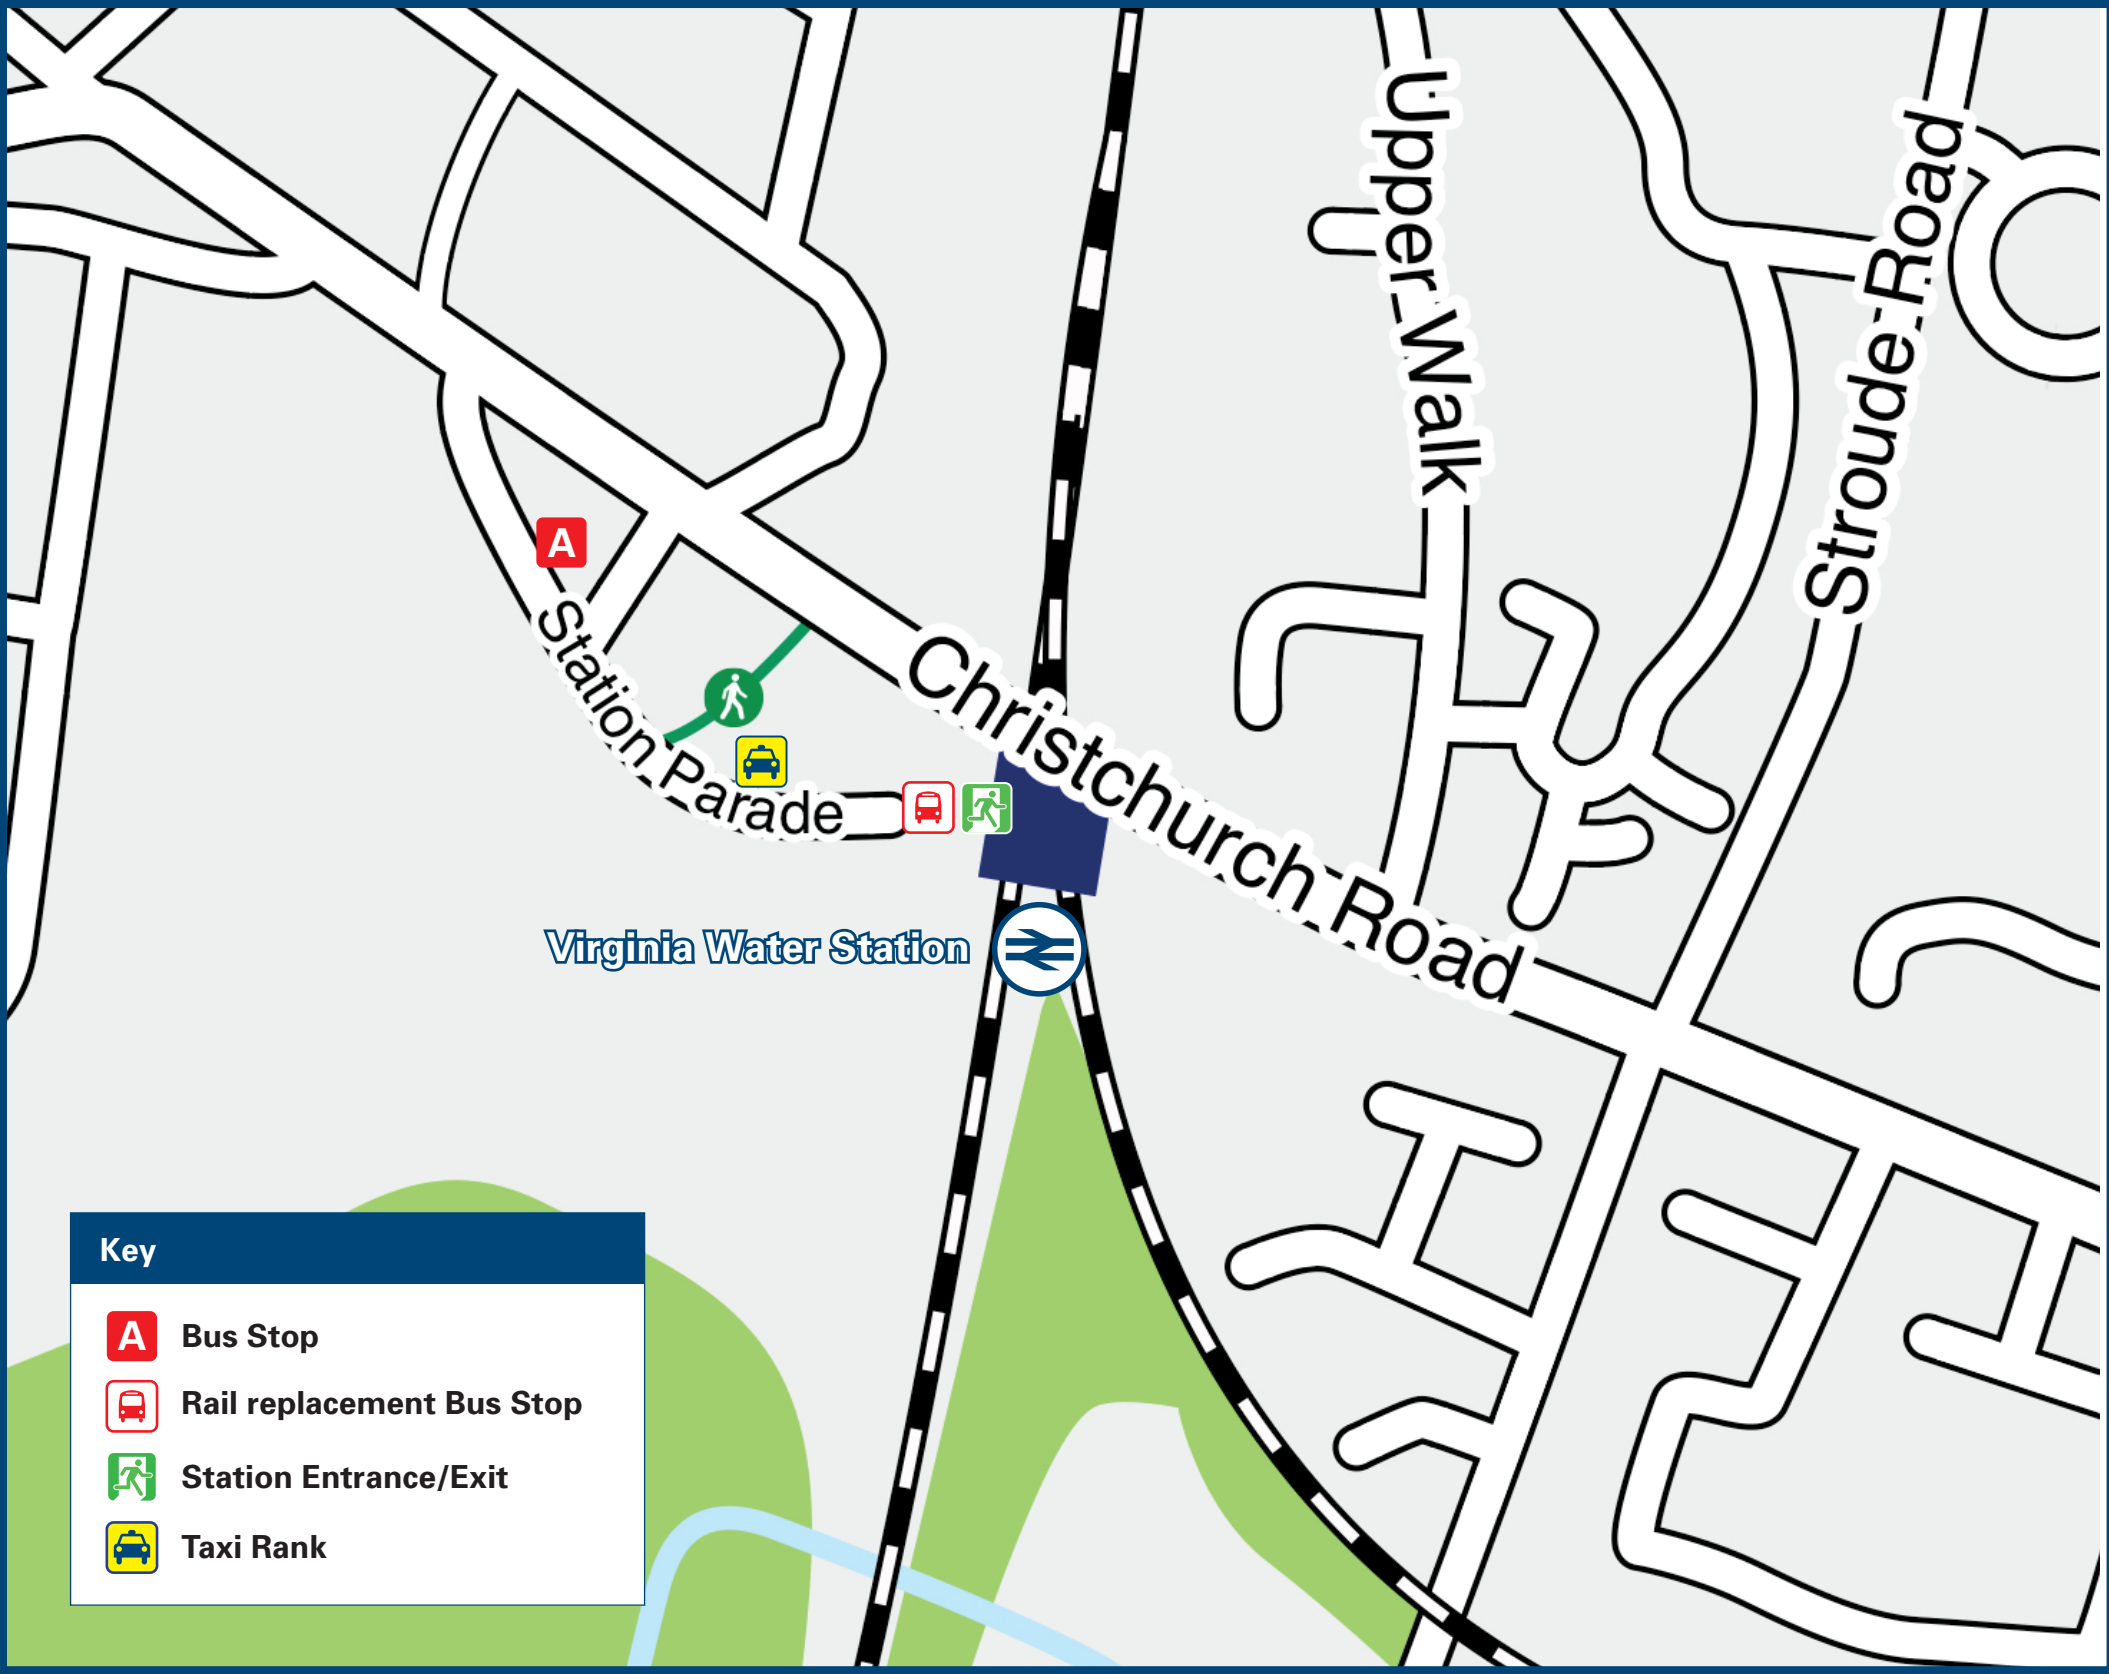 Upper Walk
Stroude Road
A
Station Parade
Christchurch Road
Virginia Water Station
Key
A Bus Stop
Rail replacement Bus Stop
Station Entrance/Exit
Taxi Rank